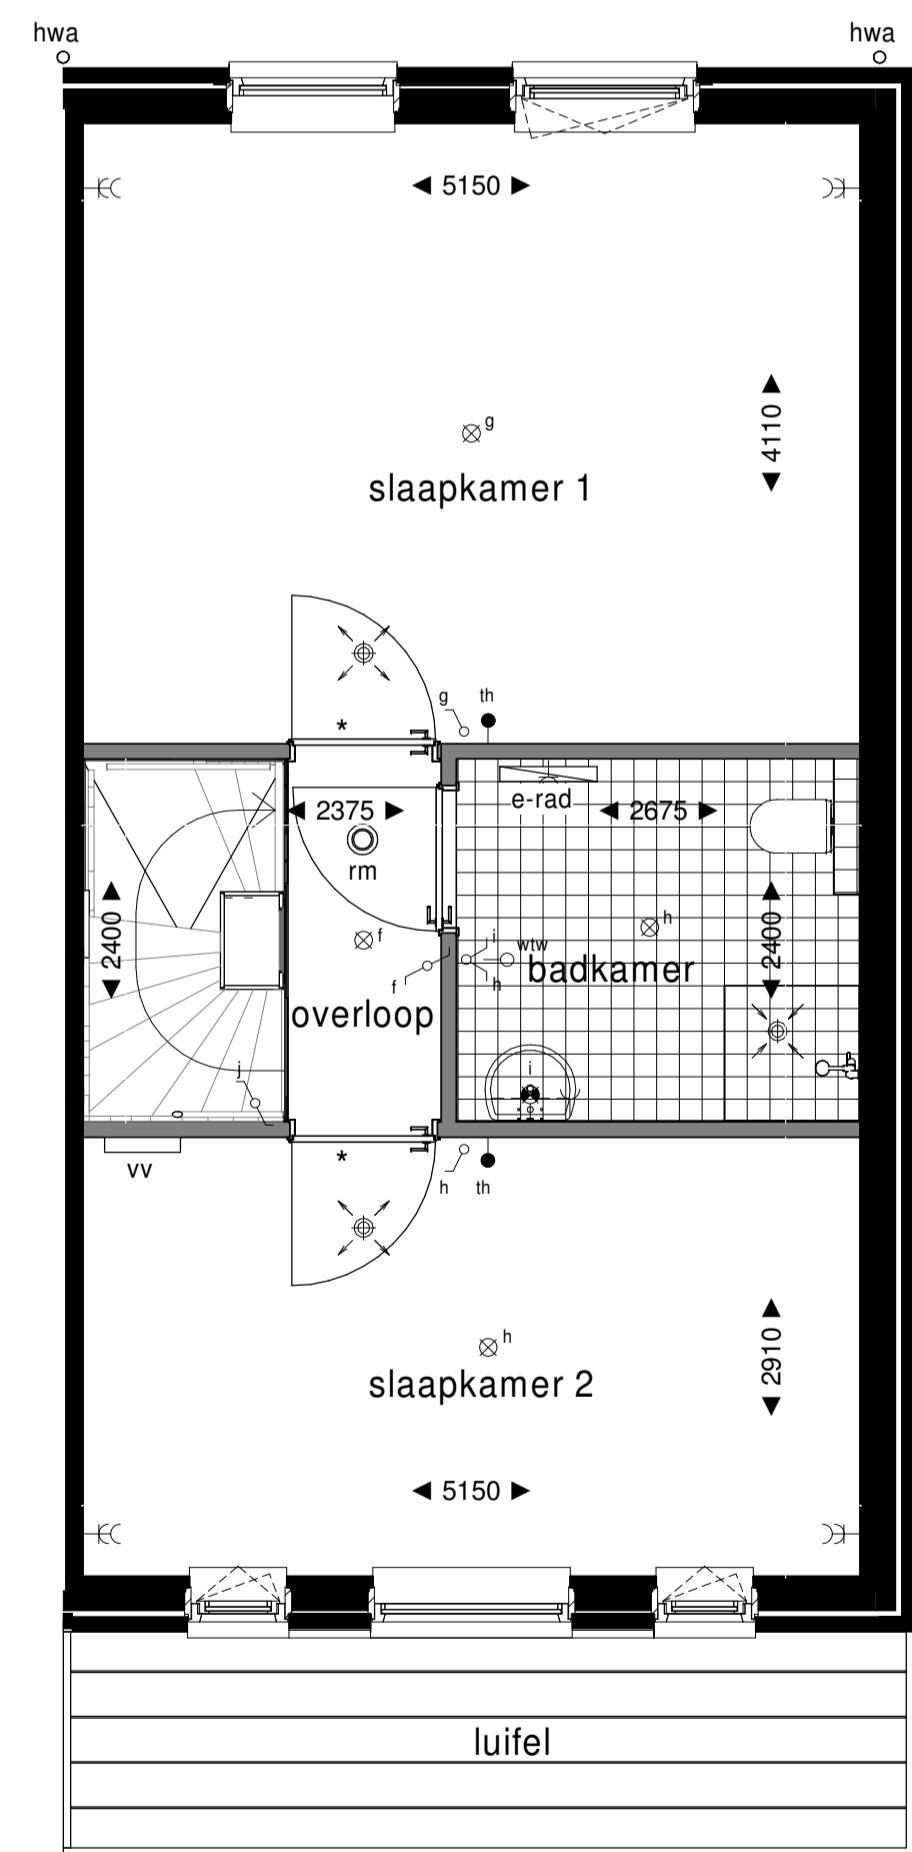 hwa hwa
◄ 5150 ►
◄ 4110 ►
g
slaapkamer 1
g th
*
e-rad
◄ 2375 ► ◄ 2675 ►
rm
◄ 2400 ► ◄ 2400 ►
f h
i wtw
badkamer
f h
overloop
j i
0
* 
vv h th
◄ 2910 ►
h
slaapkamer 2
◄ 5150 ►
luifel